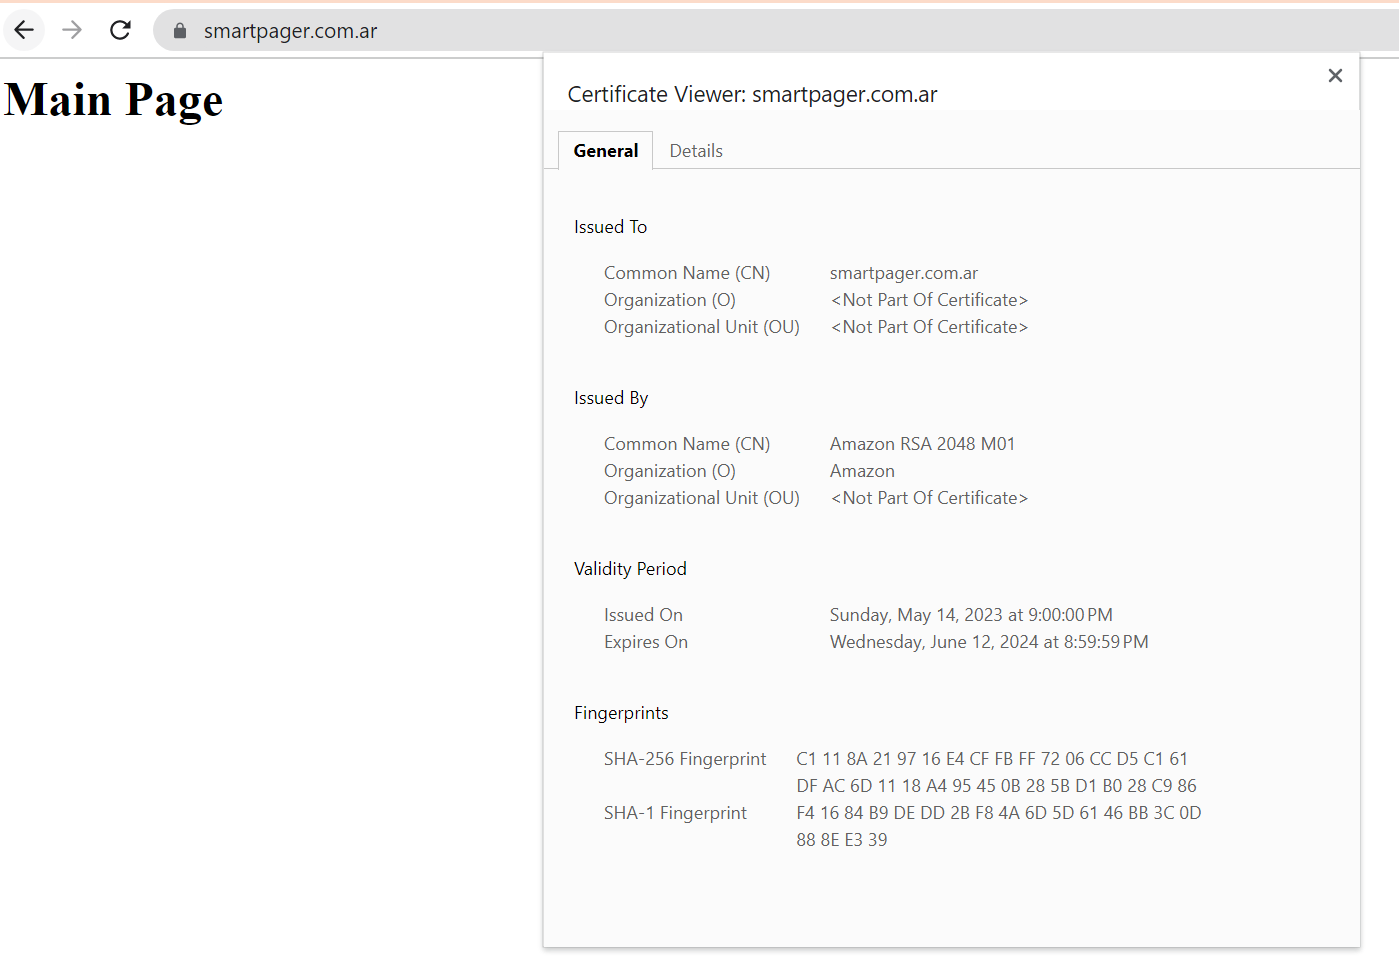 smartpager.com.ar
Main Page
Certificate Viewer: smartpager.com.ar
General Details
Issued To
Common Name (CN) smartpager.com.ar
Organization (O) <Not Part Of Certificate>
Organizational Unit (OU) <Not Part Of Certificate>
Issued By
Common Name (CN) Amazon RSA 2048 M01
Organization (O) Amazon
Organizational Unit (OU) <Not Part Of Certificate>
Validity Period
Issued On Sunday, May 14, 2023 at 9:00:00 PM
Expires On Wednesday, June 12, 2024 at 8:59:59 PM
Fingerprints
SHA-256 Fingerprint C1 11 8A 21 97 16 E4 CF FB FF 72 06 CC D5 C1 61
DF AC 6D 11 18 A4 95 45 0B 28 5B D1 B0 28 C9 86
SHA-1 Fingerprint F4 16 84 B9 DE DD 2B F8 4A 6D 5D 61 46 BB 3C 0D
88 8E E3 39